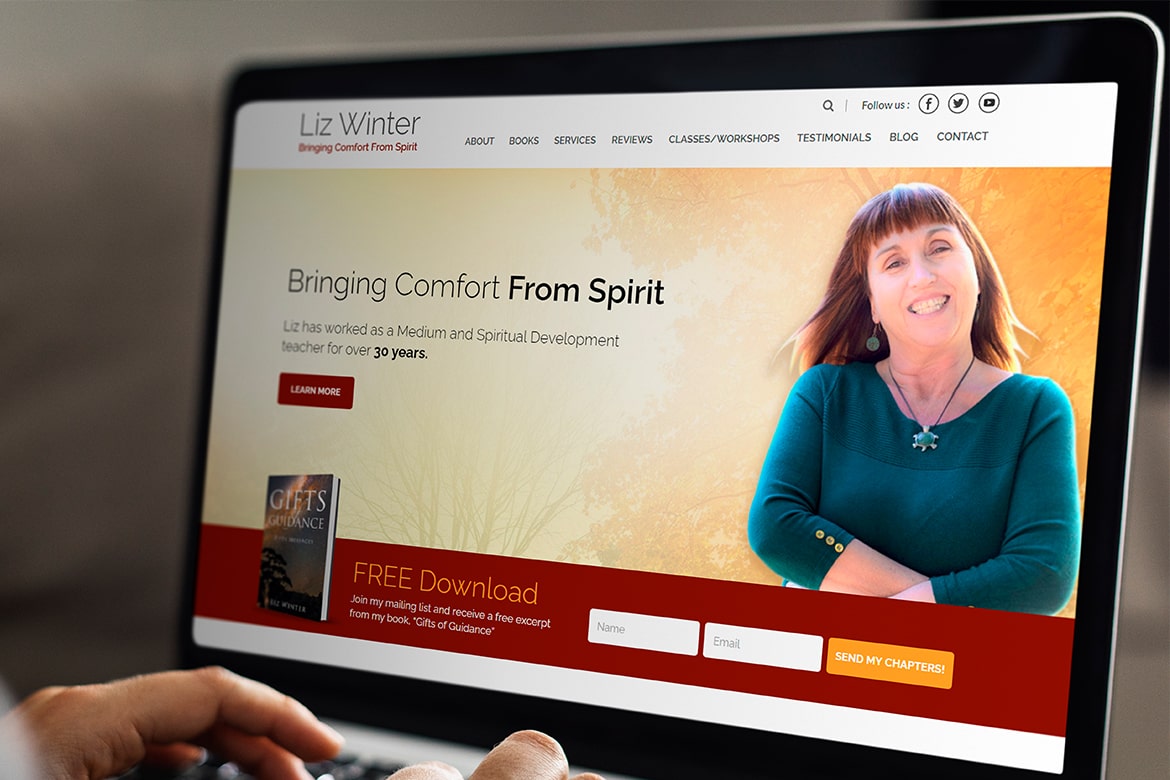 Liz Winter
Bringing Comfort From Spirit
Follow us :
ABOUT BOOKS SERVICES REVIEWS CLASSES/WORKSHOPS TESTIMONIALS BLOG CONTACT
Bringing Comfort From Spirit
Liz has worked as a Medium and Spiritual Development
teacher for over 30 years.
LEARN MORE
GIFTS
GUIDANCE
LIZ WINTER
FREE Download
Join my mailing list and receive a free excerpt
from my book, "Gifts of Guidance"
Name
Email
SEND MY CHAPTERS!